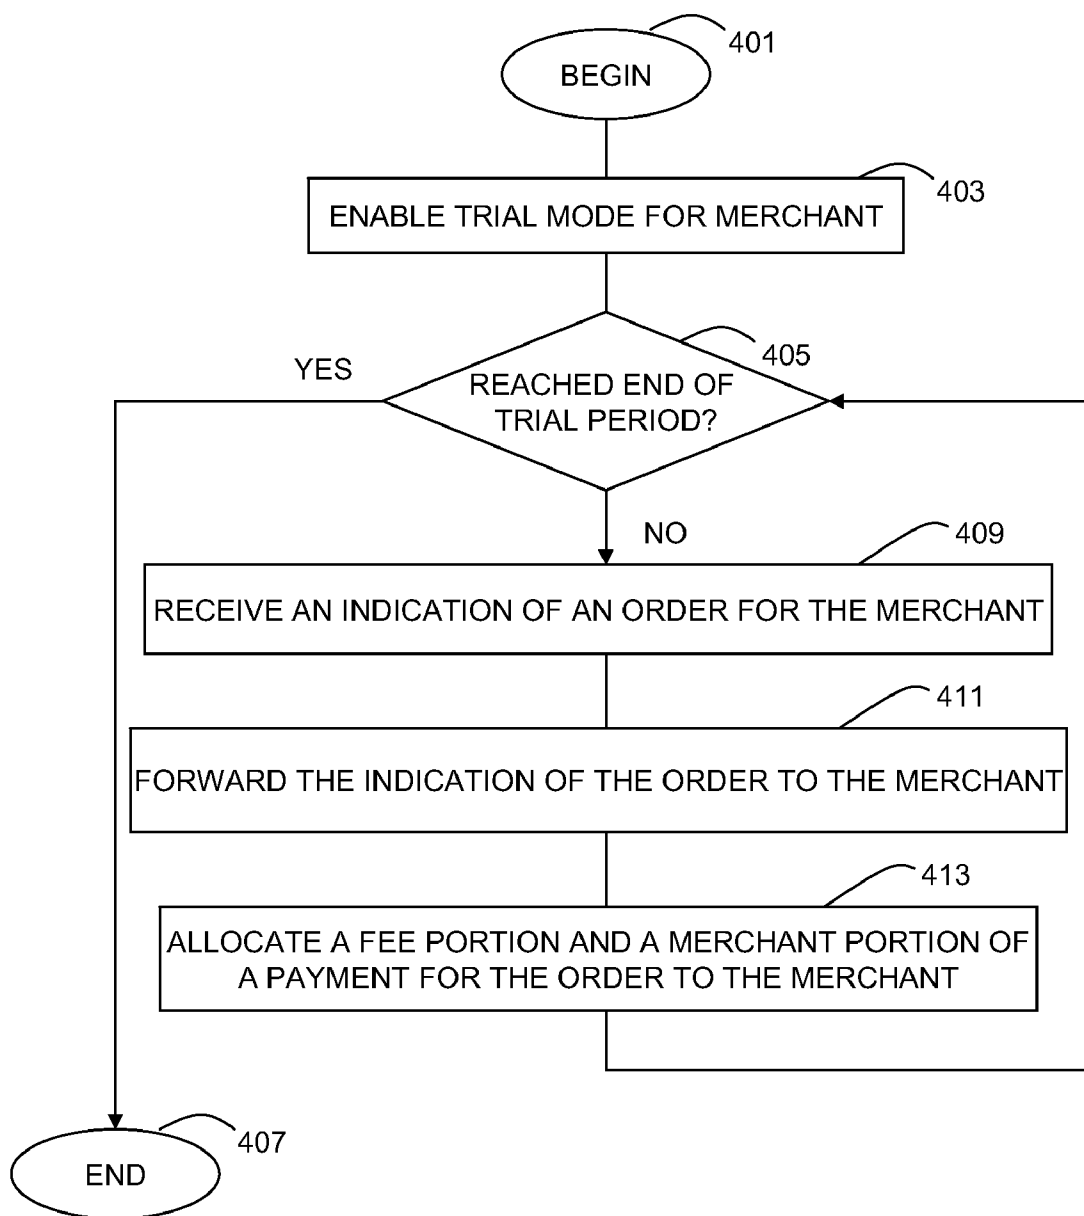 401
BEGIN
403
ENABLE TRIAL MODE FOR MERCHANT
405
YES
REACHED END OF
TRIAL PERIOD?
NO
409
RECEIVE AN INDICATION OF AN ORDER FOR THE MERCHANT
411
FORWARD THE INDICATION OF THE ORDER TO THE MERCHANT
413
ALLOCATE A FEE PORTION AND A MERCHANT PORTION OF
A PAYMENT FOR THE ORDER TO THE MERCHANT
407
END